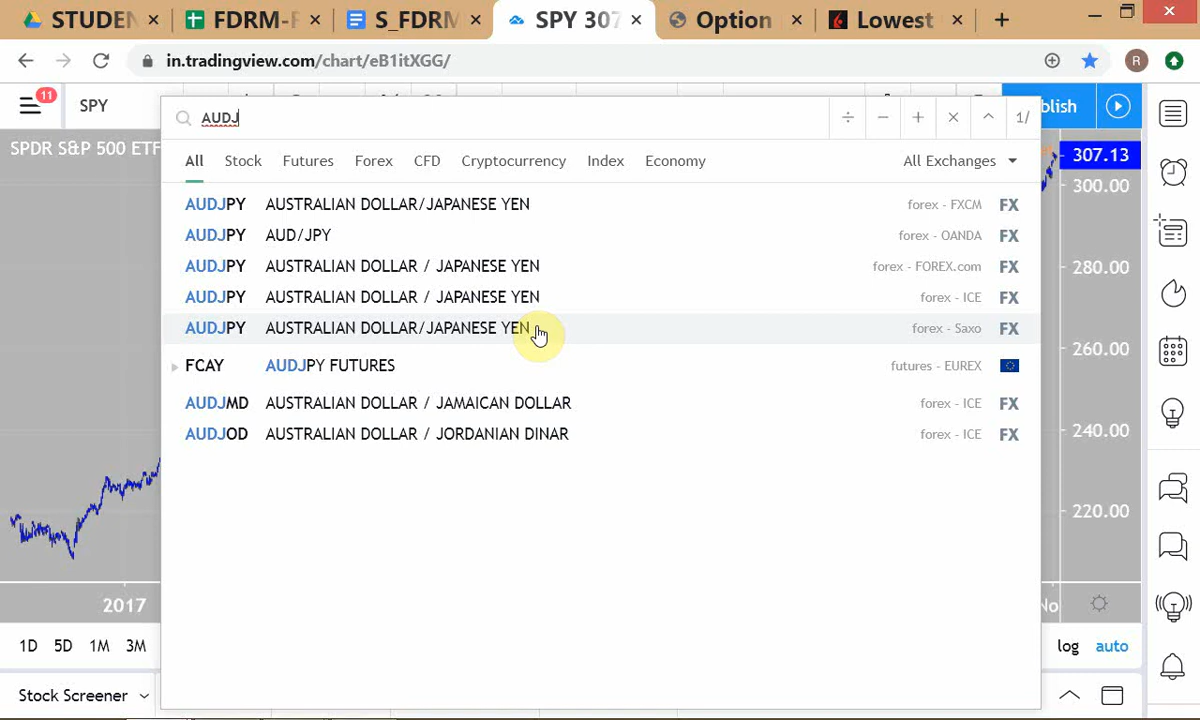 STUDEN
FDRM-F
S_FDRM
SPY 307
Option
Lowest
in.tradingview.com/chart/eB1itXGG/
R
11
SPY
blish
AUDJ
1/
All Stock Futures Forex CFD Cryptocurrency Index Economy All Exchanges
SPDR S&P 500 ETF
307.13
300.00
AUDJPY AUSTRALIAN DOLLAR/JAPANESE YEN forex - FXCM FX
AUDJPY AUD/JPY forex - OANDA FX
AUDJPY AUSTRALIAN DOLLAR / JAPANESE YEN forex - FOREX.com FX
280.00
AUDJPY AUSTRALIAN DOLLAR / JAPANESE YEN forex - ICE FX
AUDJPY AUSTRALIAN DOLLAR/JAPANESE YEN forex - Saxo FX
260.00
FCAY AUDJPY FUTURES futures - EUREX
AUDJMD AUSTRALIAN DOLLAR / JAMAICAN DOLLAR forex - ICE FX
AUDJOD AUSTRALIAN DOLLAR / JORDANIAN DINAR forex - ICE FX
240.00
220.00
2017
No
1D 5D 1M 3M
log auto
Stock Screener